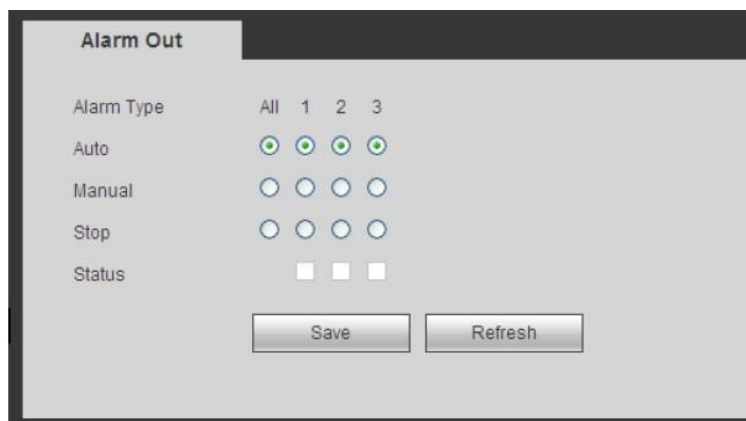 Alarm Out
Alarm Type All 1 2 3
Auto
Manual
Stop
Status
Save Refresh